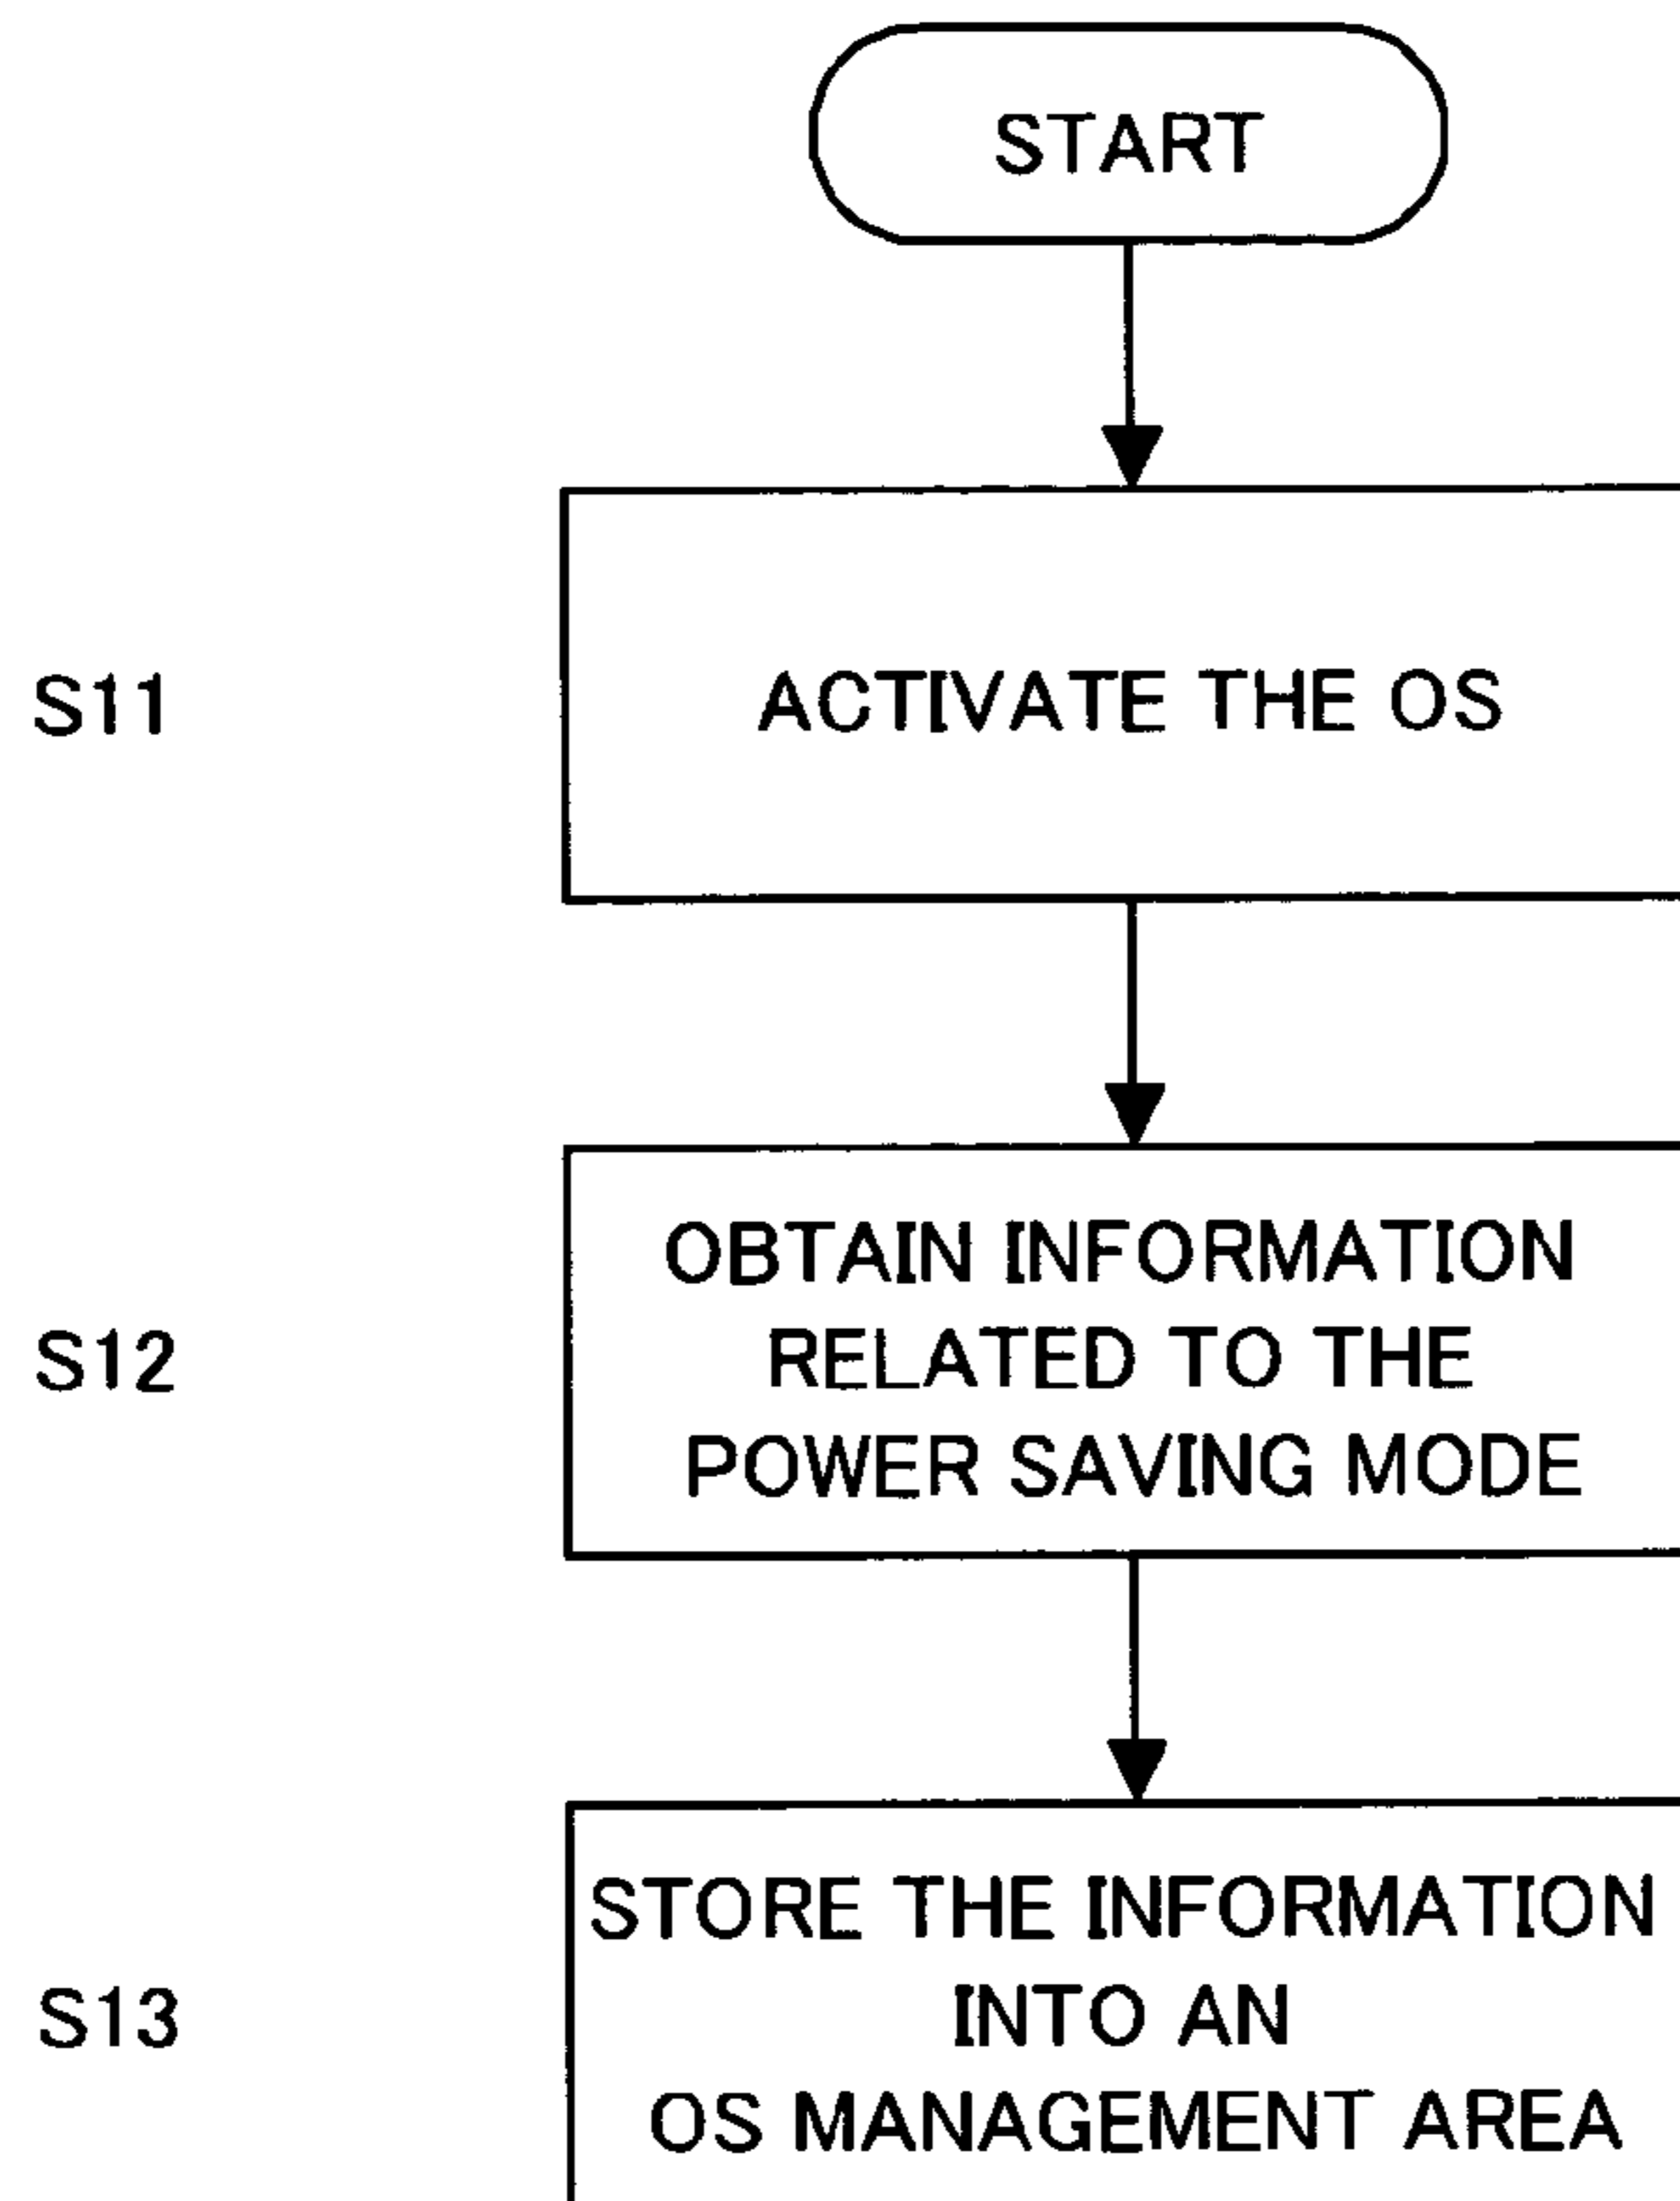 START
S11
ACTIVATE THE OS
S12
OBTAIN INFORMATION
RELATED TO THE
POWER SAVING MODE
S13
STORE THE INFORMATION
INTO AN
OS MANAGEMENT AREA